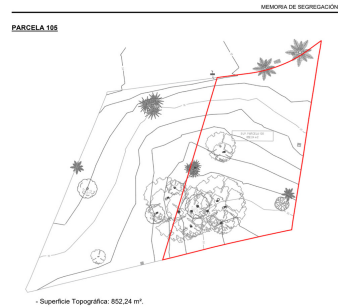 MEMORIA DE SEGREGACIÓN
PARCELA 105
- Superficie Topográfica: 852,24 m².